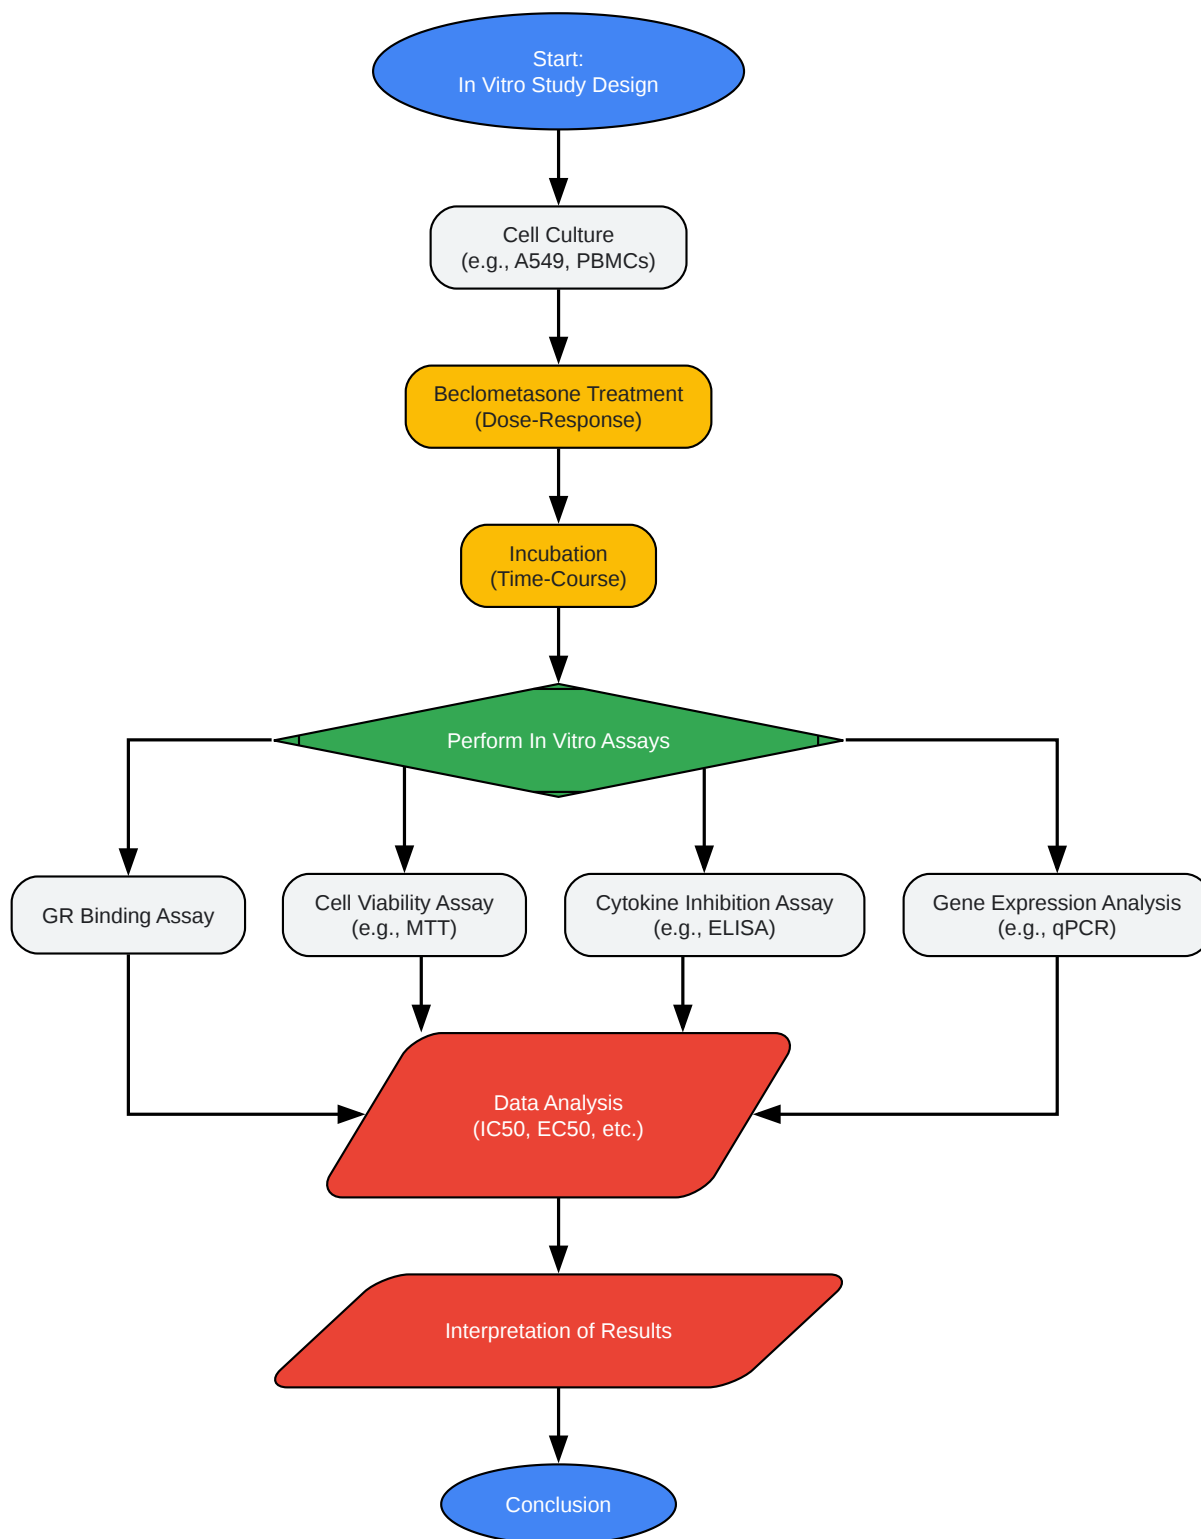 Start:
In Vitro Study Design
Cell Culture
(e.g., A549, PBMCs)
Beclometasone Treatment
(Dose-Response)
Incubation
(Time-Course)
Perform In Vitro Assays
GR Binding Assay
Cell Viability Assay
(e.g., MTT)
Cytokine Inhibition Assay
(e.g., ELISA)
Gene Expression Analysis
(e.g., qPCR)
Data Analysis
(IC50, EC50, etc.)
Interpretation of Results
Conclusion